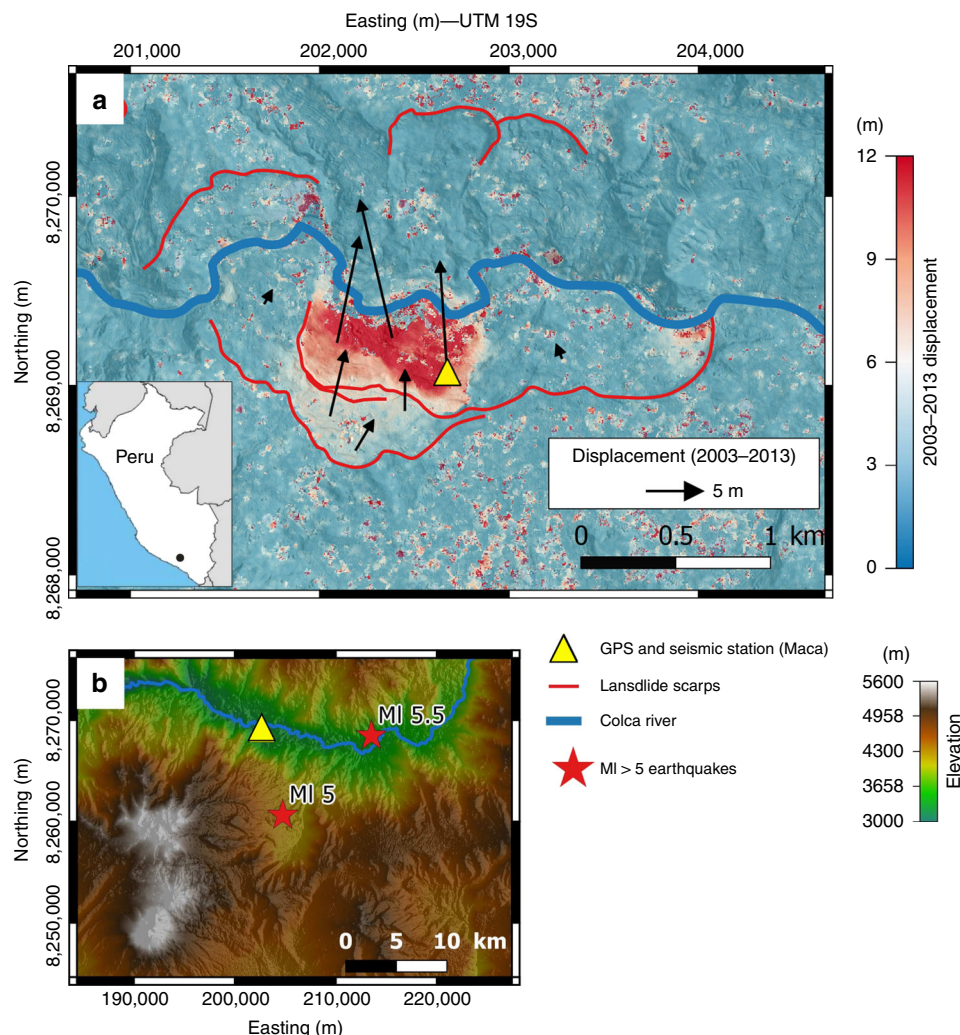 Easting (m)—UTM 19S
201,000 202,000 203,000 204,000
a
Northing (m)
8,270,000
8,269,000
8,268,000
Peru
Displacement (2003–2013)
5 m
0 0.5 1 km
(m)
12
9
6
3
0
2003–2013 displacement
b
Northing (m)
8,270,000
8,260,000
8,250,000
Ml 5.5
Ml 5
0 5 10 km
190,000 200,000 210,000 220,000
Easting (m)
GPS and seismic station (Maca)
Lansdlide scarps
Colca river
Ml > 5 earthquakes
(m)
5600
4958
4300
3658
3000
Elevation